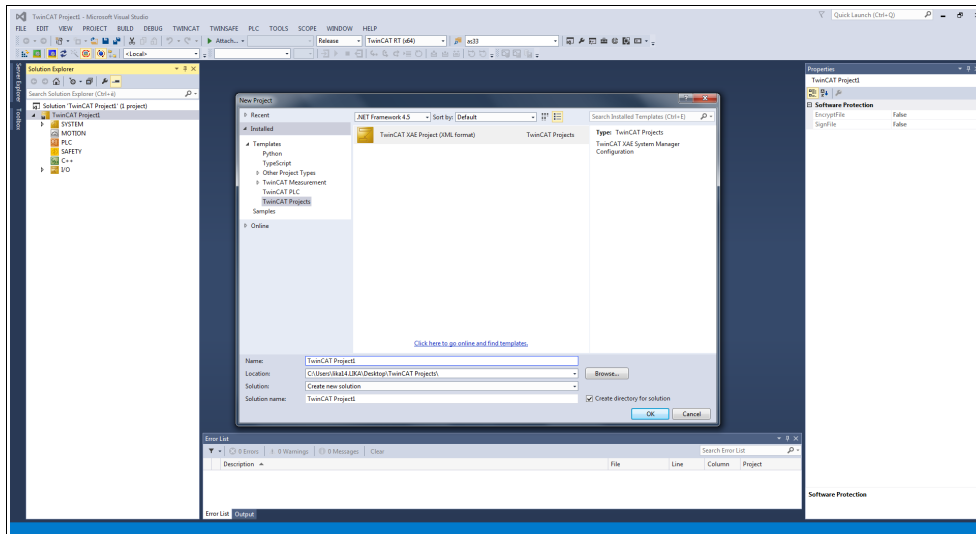 TwinCAT Project1 - Microsoft Visual Studio
Quick Launch (Ctrl+Q)
FILE EDIT VIEW PROJECT BUILD DEBUG TWINCAT TWINSAFE PLC TOOLS SCOPE WINDOW HELP
Attach... Release TwinCAT RT (x64) as33
<Local>
Server Explorer
Toolbox
Solution Explorer
Search Solution Explorer (Ctrl+è)
Solution 'TwinCAT Project1' (1 project)
TwinCAT Project1
SYSTEM
MOTION
PLC
SAFETY
C++
I/O
New Project
Recent
Installed
Templates
Python
TypeScript
Other Project Types
TwinCAT Measurement
TwinCAT PLC
TwinCAT Projects
Samples
Online
.NET Framework 4.5 Sort by: Default
TwinCAT XAE Project (XML format) TwinCAT Projects
Click here to go online and find templates.
Search Installed Templates (Ctrl+E)
Type: TwinCAT Projects
TwinCAT XAE System Manager
Configuration
Name: TwinCAT Project1
Location: C:\Users\lika14.LIKA\Desktop\TwinCAT Projects\ Browse...
Solution: Create new solution
Solution name: TwinCAT Project1 Create directory for solution
OK Cancel
Error List
0 Errors 0 Warnings 0 Messages Clear Search Error List
Description File Line Column Project
Error List Output
Properties
TwinCAT Project1
Software Protection
EncryptFile False
SignFile False
Software Protection